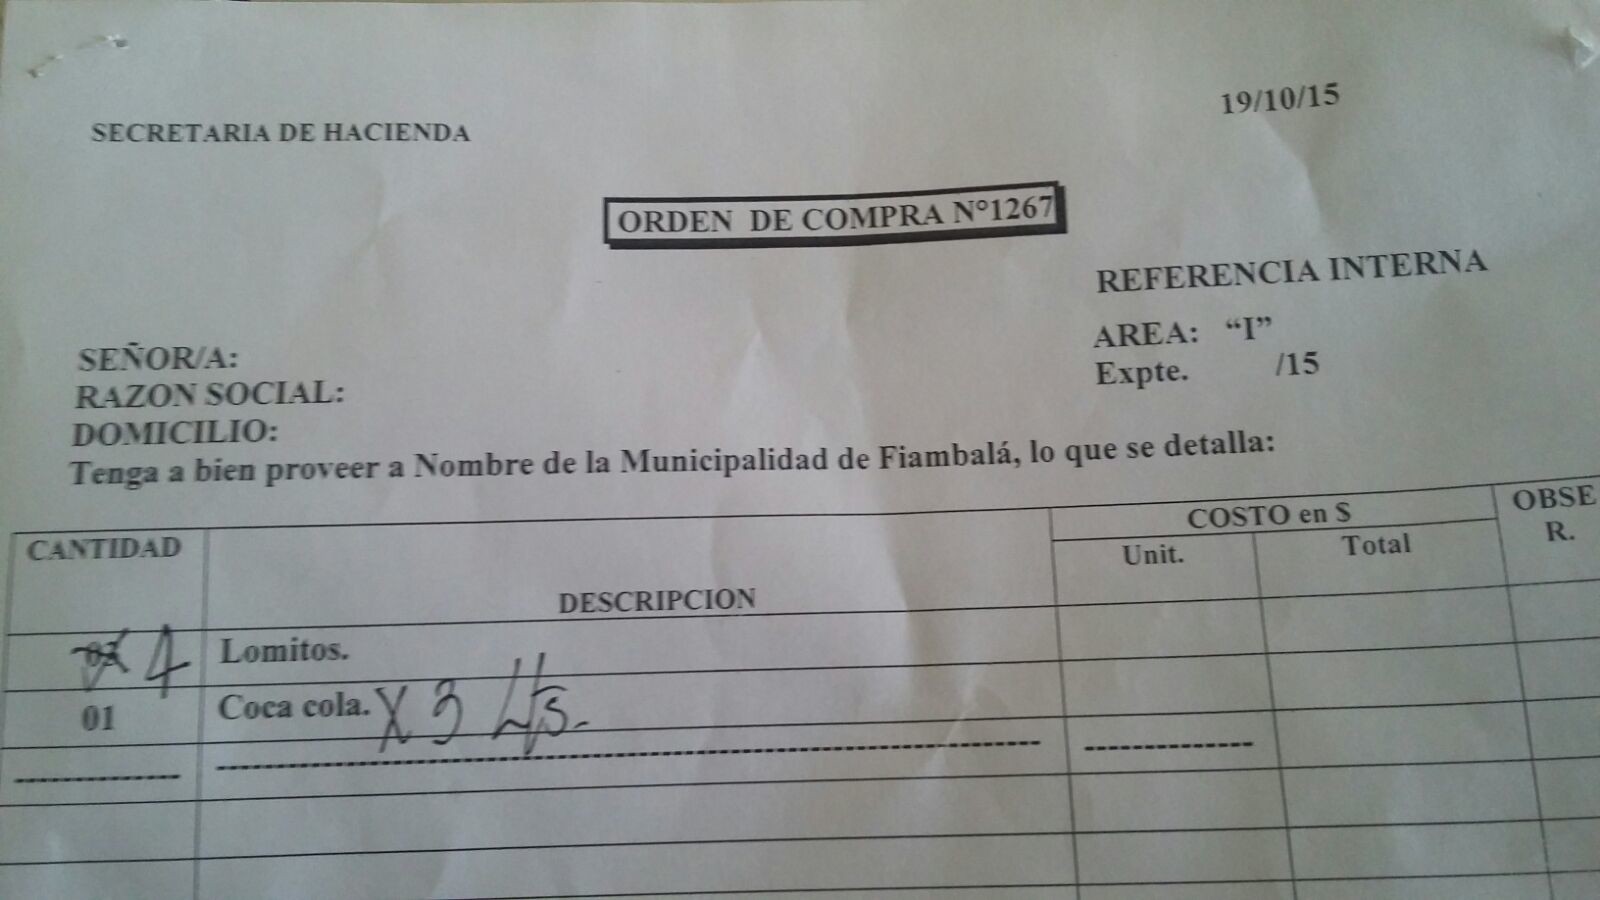 19/10/15
SECRETARIA DE HACIENDA
ORDEN DE COMPRA N°1267
REFERENCIA INTERNA
AREA: “I”
Expte. /15
SEÑOR/A:
RAZON SOCIAL:
DOMICILIO:
Tenga a bien proveer a Nombre de la Municipalidad de Fiambalá, lo que se detalla:
CANTIDAD DESCRIPCION COSTO en $ OBSE
R.
Unit. Total
4 Lomitos.
01 Coca cola. X 3 Lts.